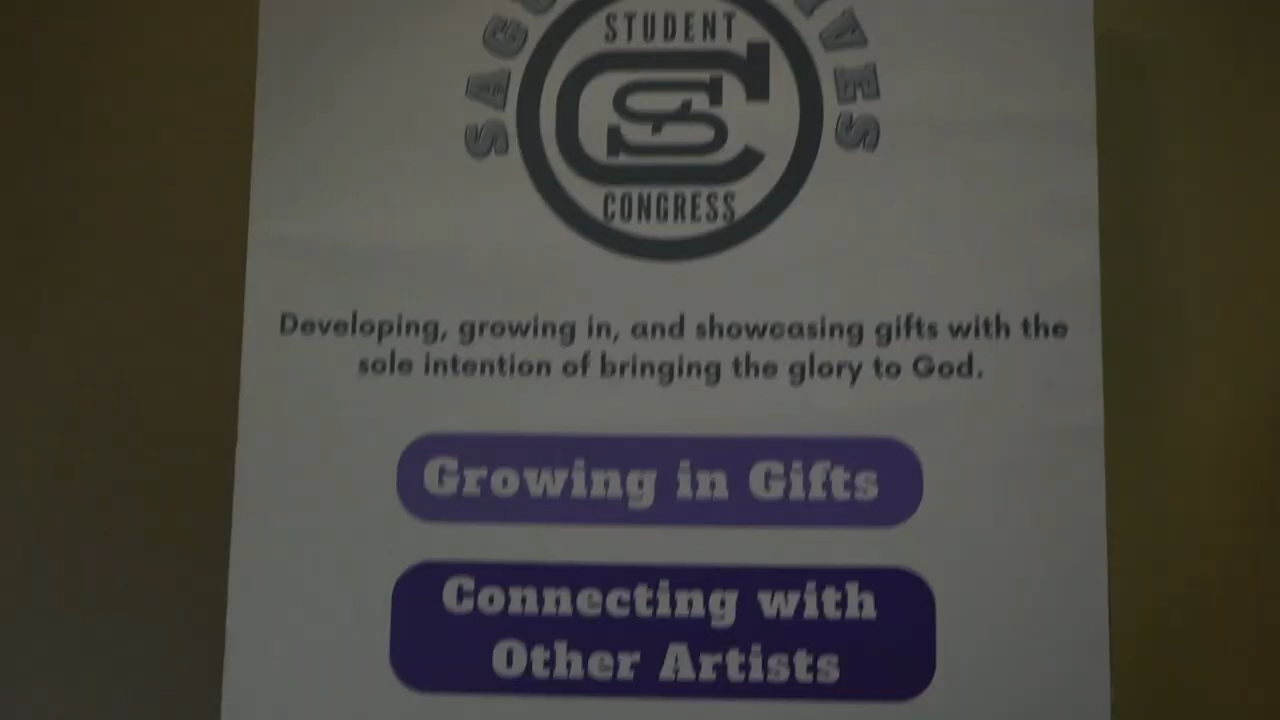 STUDENT
CSC
CONGRESS
Developing, growing in, and showcasing gifts with the
sole intention of bringing the glory to God.
Growing in Gifts
Connecting with
Other Artists